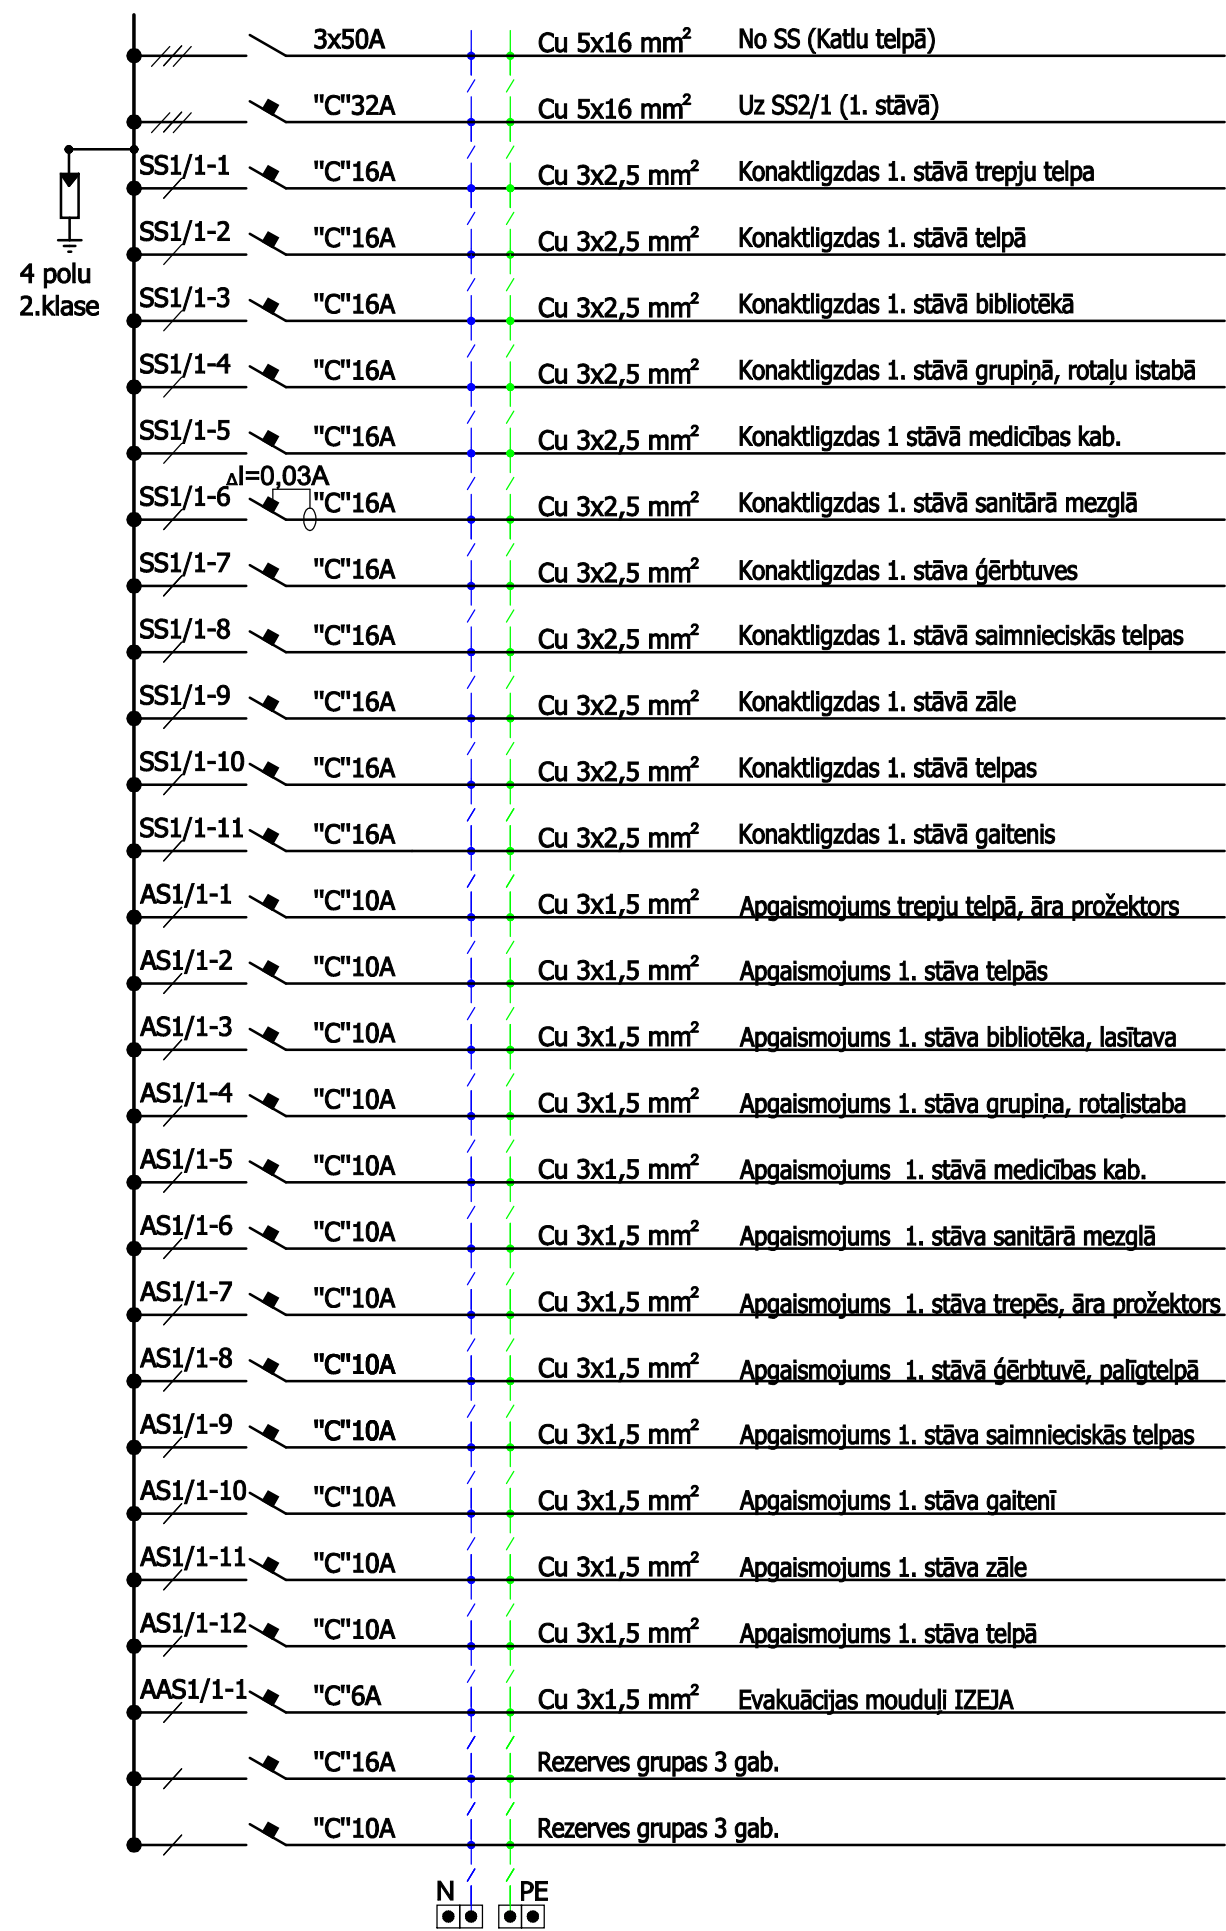 3x50A Cu 5x16 mm² No SS (Katlu telpā)
"C"32A Cu 5x16 mm² Uz SS2/1 (1. stāvā)
SS1/1-1 "C"16A Cu 3x2,5 mm² Konaktligzdas 1. stāvā trepju telpa
SS1/1-2 "C"16A Cu 3x2,5 mm² Konaktligzdas 1. stāvā telpā
4 polu
2.klase
SS1/1-3 "C"16A Cu 3x2,5 mm² Konaktligzdas 1. stāvā bibliotēkā
SS1/1-4 "C"16A Cu 3x2,5 mm² Konaktligzdas 1. stāvā grupiņā, rotaļu istabā
SS1/1-5 "C"16A Cu 3x2,5 mm² Konaktligzdas 1 stāvā medicības kab.
ΔI=0,03A
SS1/1-6 "C"16A Cu 3x2,5 mm² Konaktligzdas 1. stāvā sanitārā mezglā
SS1/1-7 "C"16A Cu 3x2,5 mm² Konaktligzdas 1. stāva ģērbtuves
SS1/1-8 "C"16A Cu 3x2,5 mm² Konaktligzdas 1. stāvā saimnieciskās telpas
SS1/1-9 "C"16A Cu 3x2,5 mm² Konaktligzdas 1. stāvā zāle
SS1/1-10 "C"16A Cu 3x2,5 mm² Konaktligzdas 1. stāvā telpas
SS1/1-11 "C"16A Cu 3x2,5 mm² Konaktligzdas 1. stāvā gaitenis
AS1/1-1 "C"10A Cu 3x1,5 mm² Apgaismojums trepju telpā, āra prožektors
AS1/1-2 "C"10A Cu 3x1,5 mm² Apgaismojums 1. stāva telpās
AS1/1-3 "C"10A Cu 3x1,5 mm² Apgaismojums 1. stāva bibliotēka, lasītava
AS1/1-4 "C"10A Cu 3x1,5 mm² Apgaismojums 1. stāva grupiņa, rotaļistaba
AS1/1-5 "C"10A Cu 3x1,5 mm² Apgaismojums 1. stāvā medicības kab.
AS1/1-6 "C"10A Cu 3x1,5 mm² Apgaismojums 1. stāva sanitārā mezglā
AS1/1-7 "C"10A Cu 3x1,5 mm² Apgaismojums 1. stāva trepēs, āra prožektors
AS1/1-8 "C"10A Cu 3x1,5 mm² Apgaismojums 1. stāvā ģērbtuvē, palīgtelpā
AS1/1-9 "C"10A Cu 3x1,5 mm² Apgaismojums 1. stāva saimnieciskās telpas
AS1/1-10 "C"10A Cu 3x1,5 mm² Apgaismojums 1. stāva gaitenī
AS1/1-11 "C"10A Cu 3x1,5 mm² Apgaismojums 1. stāva zāle
AS1/1-12 "C"10A Cu 3x1,5 mm² Apgaismojums 1. stāva telpā
AAS1/1-1 "C"6A Cu 3x1,5 mm² Evakuācijas mouduļi IZEJA
"C"16A Rezerves grupas 3 gab.
"C"10A Rezerves grupas 3 gab.
N PE